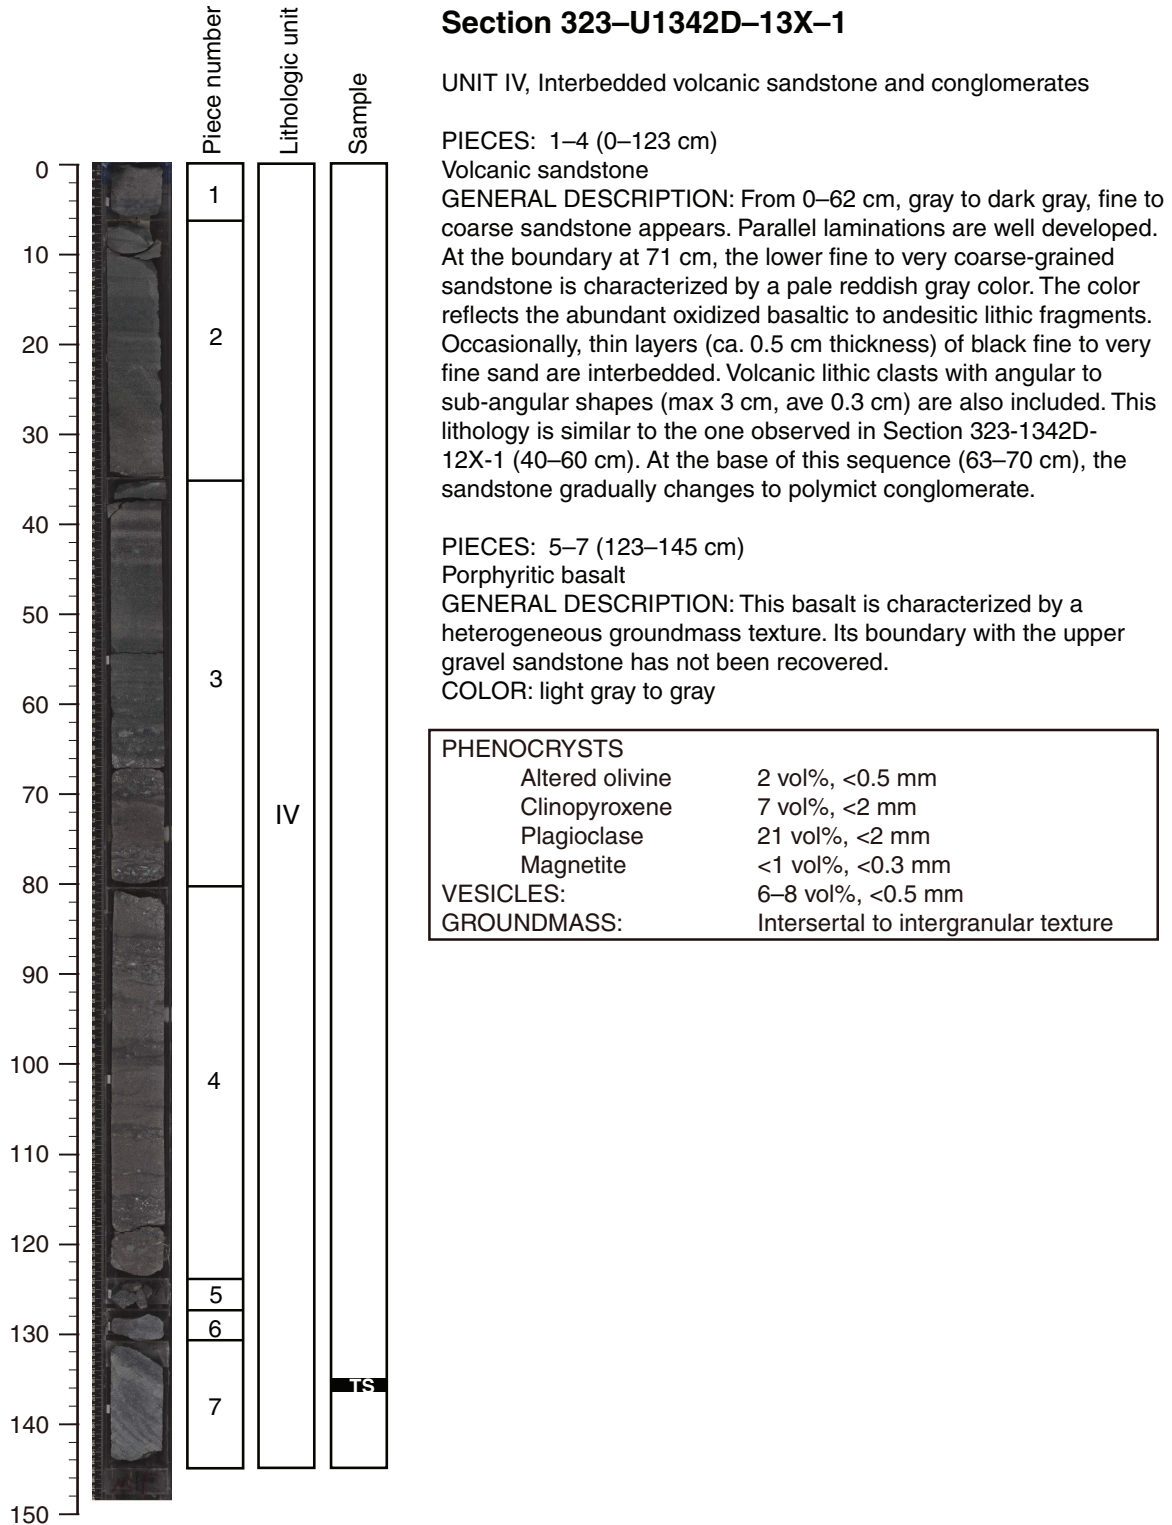 Section 323–U1342D–13X–1
UNIT IV, Interbedded volcanic sandstone and conglomerates
PIECES: 1–4 (0–123 cm)
Volcanic sandstone
GENERAL DESCRIPTION: From 0–62 cm, gray to dark gray, fine to
coarse sandstone appears. Parallel laminations are well developed.
At the boundary at 71 cm, the lower fine to very coarse-grained
sandstone is characterized by a pale reddish gray color. The color
reflects the abundant oxidized basaltic to andesitic lithic fragments.
Occasionally, thin layers (ca. 0.5 cm thickness) of black fine to very
fine sand are interbedded. Volcanic lithic clasts with angular to
sub-angular shapes (max 3 cm, ave 0.3 cm) are also included. This
lithology is similar to the one observed in Section 323-1342D-
12X-1 (40–60 cm). At the base of this sequence (63–70 cm), the
sandstone gradually changes to polymict conglomerate.
PIECES: 5–7 (123–145 cm)
Porphyritic basalt
GENERAL DESCRIPTION: This basalt is characterized by a
heterogeneous groundmass texture. Its boundary with the upper
gravel sandstone has not been recovered.
COLOR: light gray to gray
PHENOCRYSTS
Altered olivine 2 vol%, <0.5 mm
Clinopyroxene 7 vol%, <2 mm
Plagioclase 21 vol%, <2 mm
Magnetite <1 vol%, <0.3 mm
VESICLES: 6–8 vol%, <0.5 mm
GROUNDMASS: Intersertal to intergranular texture
Piece number
Lithologic unit
Sample
0
10
20
30
40
50
60
70
80
90
100
110
120
130
140
150
1
2
3
4
5
6
7
IV
TS